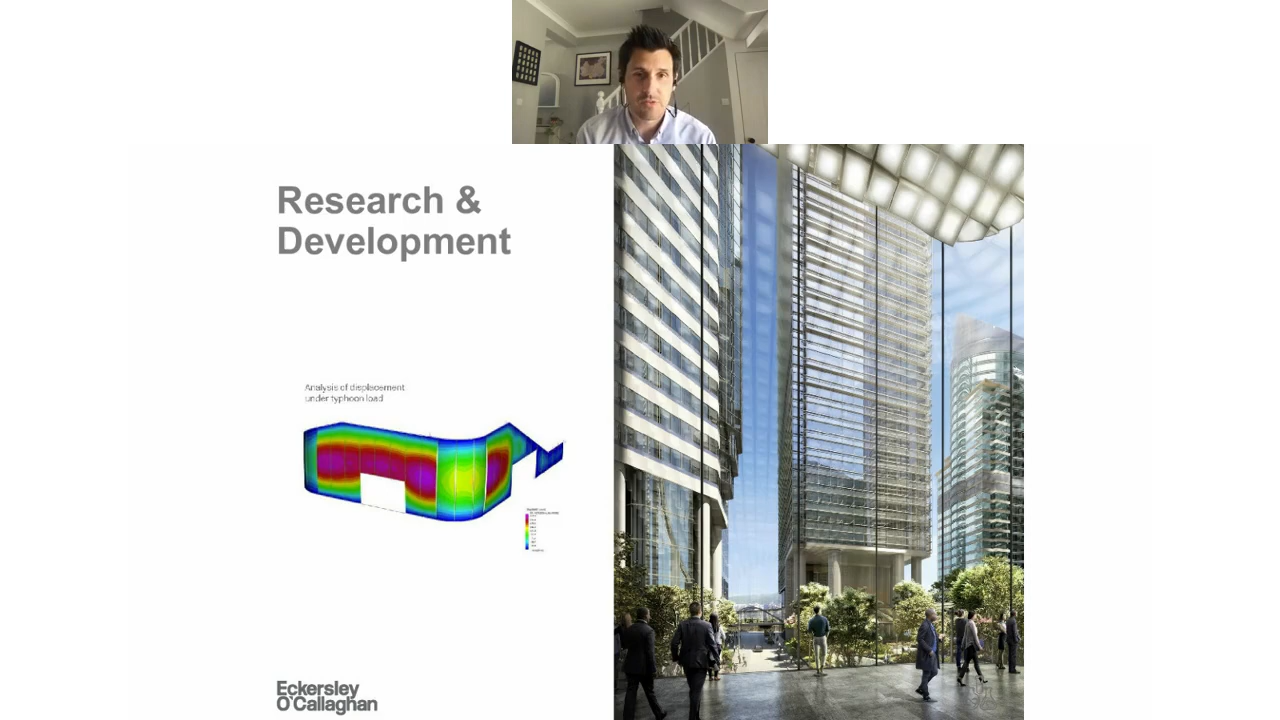 Research &
Development
Analysis of displacement
under typhoon load
Eckersley
O'Callaghan